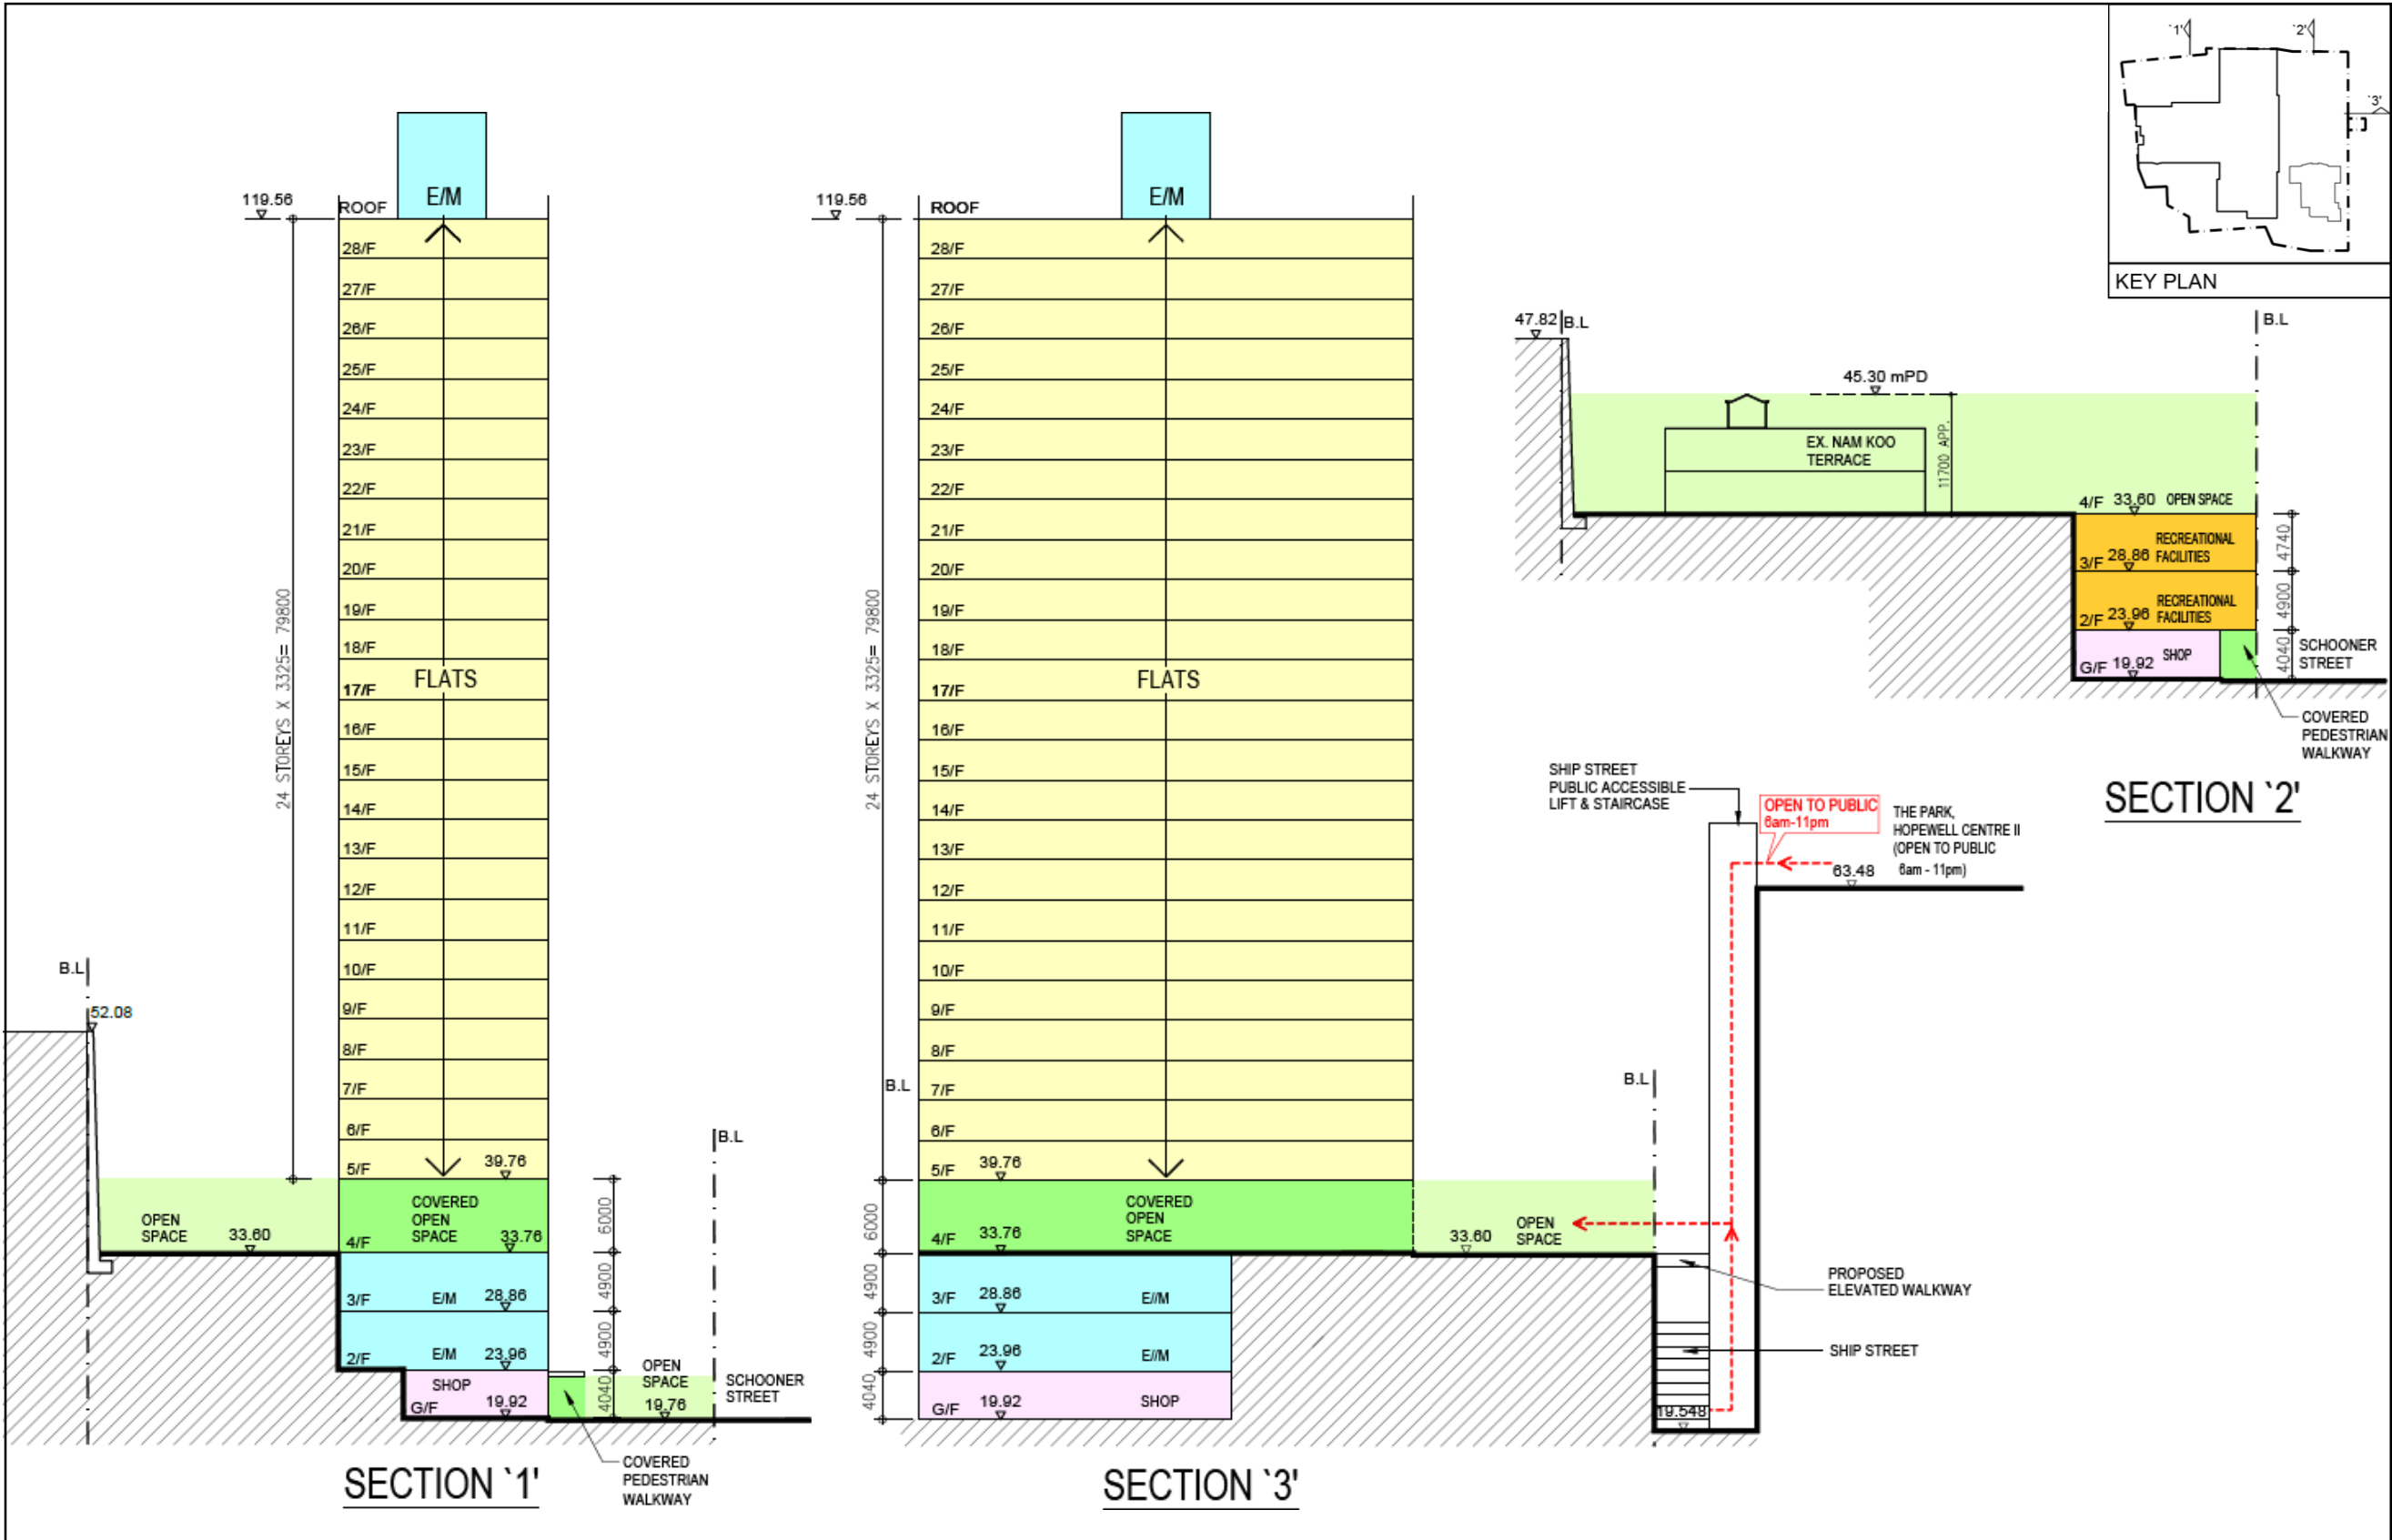 `1'
`2'
`3'
KEY PLAN
119.56
ROOF
E/M
28/F
27/F
26/F
25/F
24/F
23/F
22/F
21/F
20/F
19/F
18/F
17/F
FLATS
16/F
15/F
14/F
13/F
12/F
11/F
10/F
9/F
8/F
7/F
6/F
5/F
39.76
24 STOREYS X 3325= 79800
B.L
52.08
OPEN
SPACE
33.60
COVERED
OPEN
SPACE
4/F
33.76
3/F
E/M
28.86
2/F
E/M
23.96
SHOP
G/F
19.92
6000
4900
4900
4040
OPEN
SPACE
19.76
B.L
SCHOONER
STREET
COVERED
PEDESTRIAN
WALKWAY
SECTION `1'
119.56
ROOF
E/M
28/F
27/F
26/F
25/F
24/F
23/F
22/F
21/F
20/F
19/F
18/F
17/F
FLATS
16/F
15/F
14/F
13/F
12/F
11/F
10/F
9/F
8/F
7/F
6/F
5/F
39.76
24 STOREYS X 3325= 79800
B.L
COVERED
OPEN
SPACE
4/F
33.76
33.60
OPEN
SPACE
3/F
28.86
E//M
2/F
23.96
E//M
G/F
19.92
SHOP
6000
4900
4900
4040
B.L
SHIP STREET
PUBLIC ACCESSIBLE
LIFT & STAIRCASE
OPEN TO PUBLIC
6am-11pm
THE PARK,
HOPEWELL CENTRE II
(OPEN TO PUBLIC
6am - 11pm)
63.48
PROPOSED
ELEVATED WALKWAY
SHIP STREET
19.548
SECTION `3'
47.82
B.L
45.30 mPD
EX. NAM KOO
TERRACE
11700 APP.
B.L
4/F 33.60 OPEN SPACE
RECREATIONAL
FACILITIES
3/F 28.86
RECREATIONAL
FACILITIES
2/F 23.96
SHOP
G/F 19.92
4740
4900
4040
SCHOONER
STREET
COVERED
PEDESTRIAN
WALKWAY
SECTION `2'